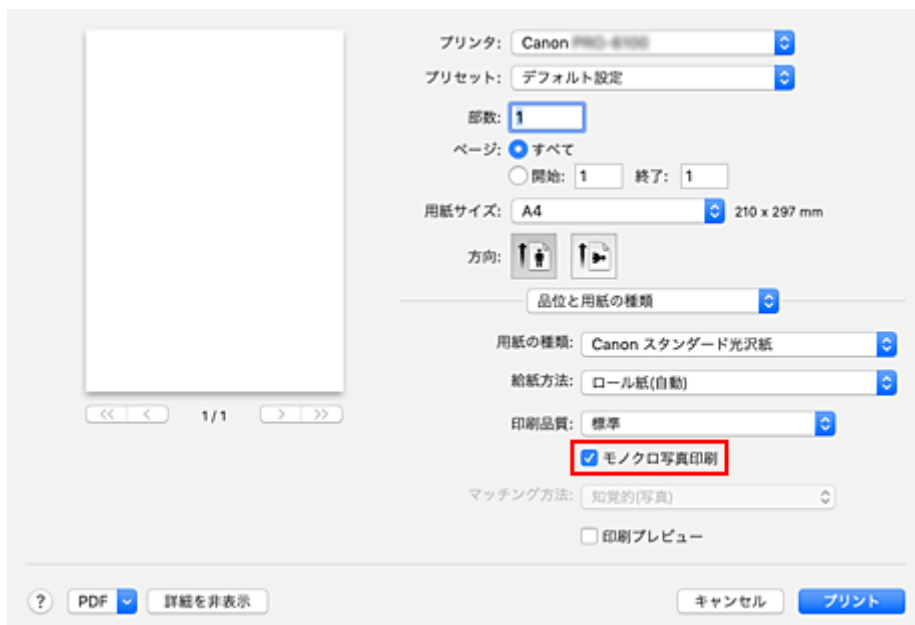 プリンタ: Canon
プリセット: デフォルト設定
部数: 1
ページ: すべて
開始: 1 終了: 1
用紙サイズ: A4 210 x 297 mm
方向:
品位と用紙の種類
用紙の種類: Canon スタンダード光沢紙
給紙方法: ロール紙(自動)
<< < 1/1 > >>
印刷品質: 標準
モノクロ写真印刷
マッチング方法: 知覚的(写真)
印刷プレビュー
? PDF 詳細を非表示 キャンセル プリント